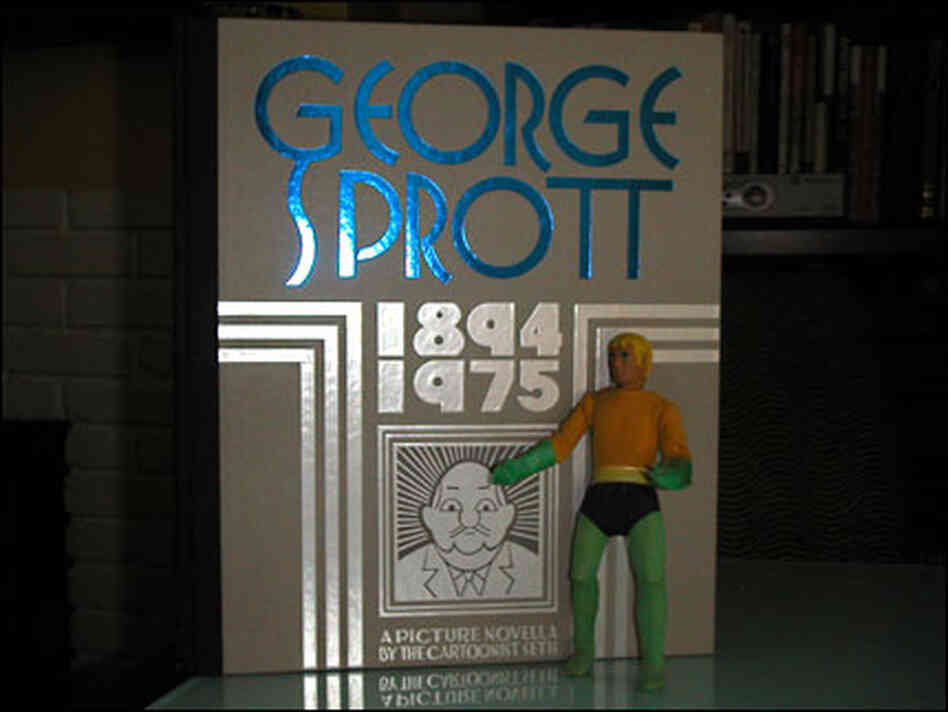 GEORGE
SPROTT
1894
1975
A PICTURE NOVELLA
BY THE CARTOONIST SETH